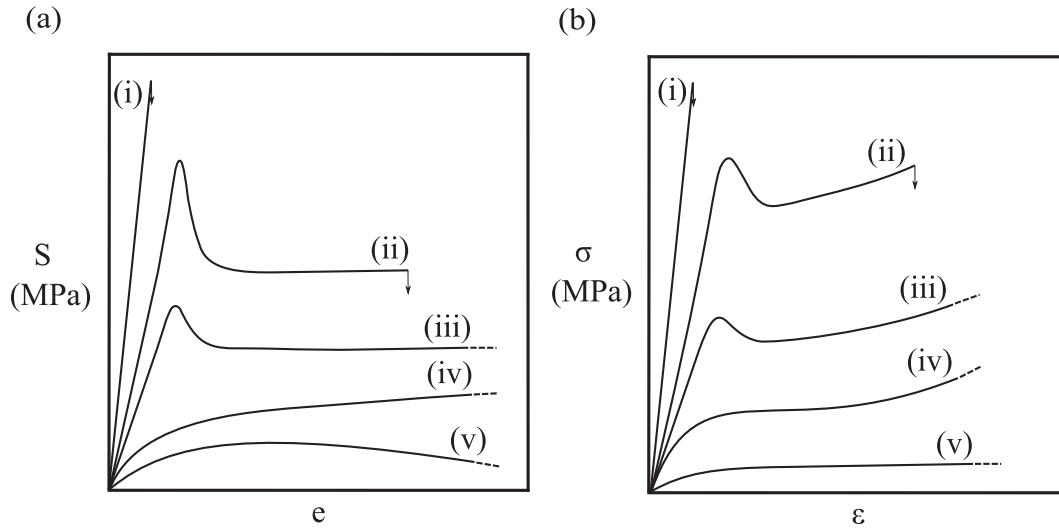 (a)
(i)
(ii)
(iii)
(iv)
(v)
S
(MPa)
e
(b)
(i)
(ii)
(iii)
(iv)
(v)
σ
(MPa)
ε